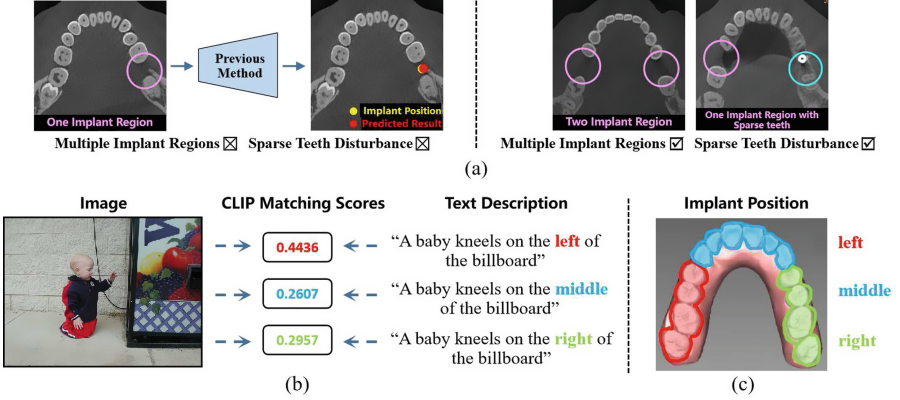 Previous
Method
One Implant Region
Implant Position
Predicted Result
Two Implant Region
One Implant Region with
Sparse teeth
Multiple Implant Regions ☒ Sparse Teeth Disturbance ☒
Multiple Implant Regions ☑ Sparse Teeth Disturbance ☑
(a)
Image
CLIP Matching Scores
Text Description
0.4436
“A baby kneels on the left of
the billboard”
0.2607
“A baby kneels on the middle
of the billboard”
0.2957
“A baby kneels on the right of
the billboard”
(b)
Implant Position
left
middle
right
(c)